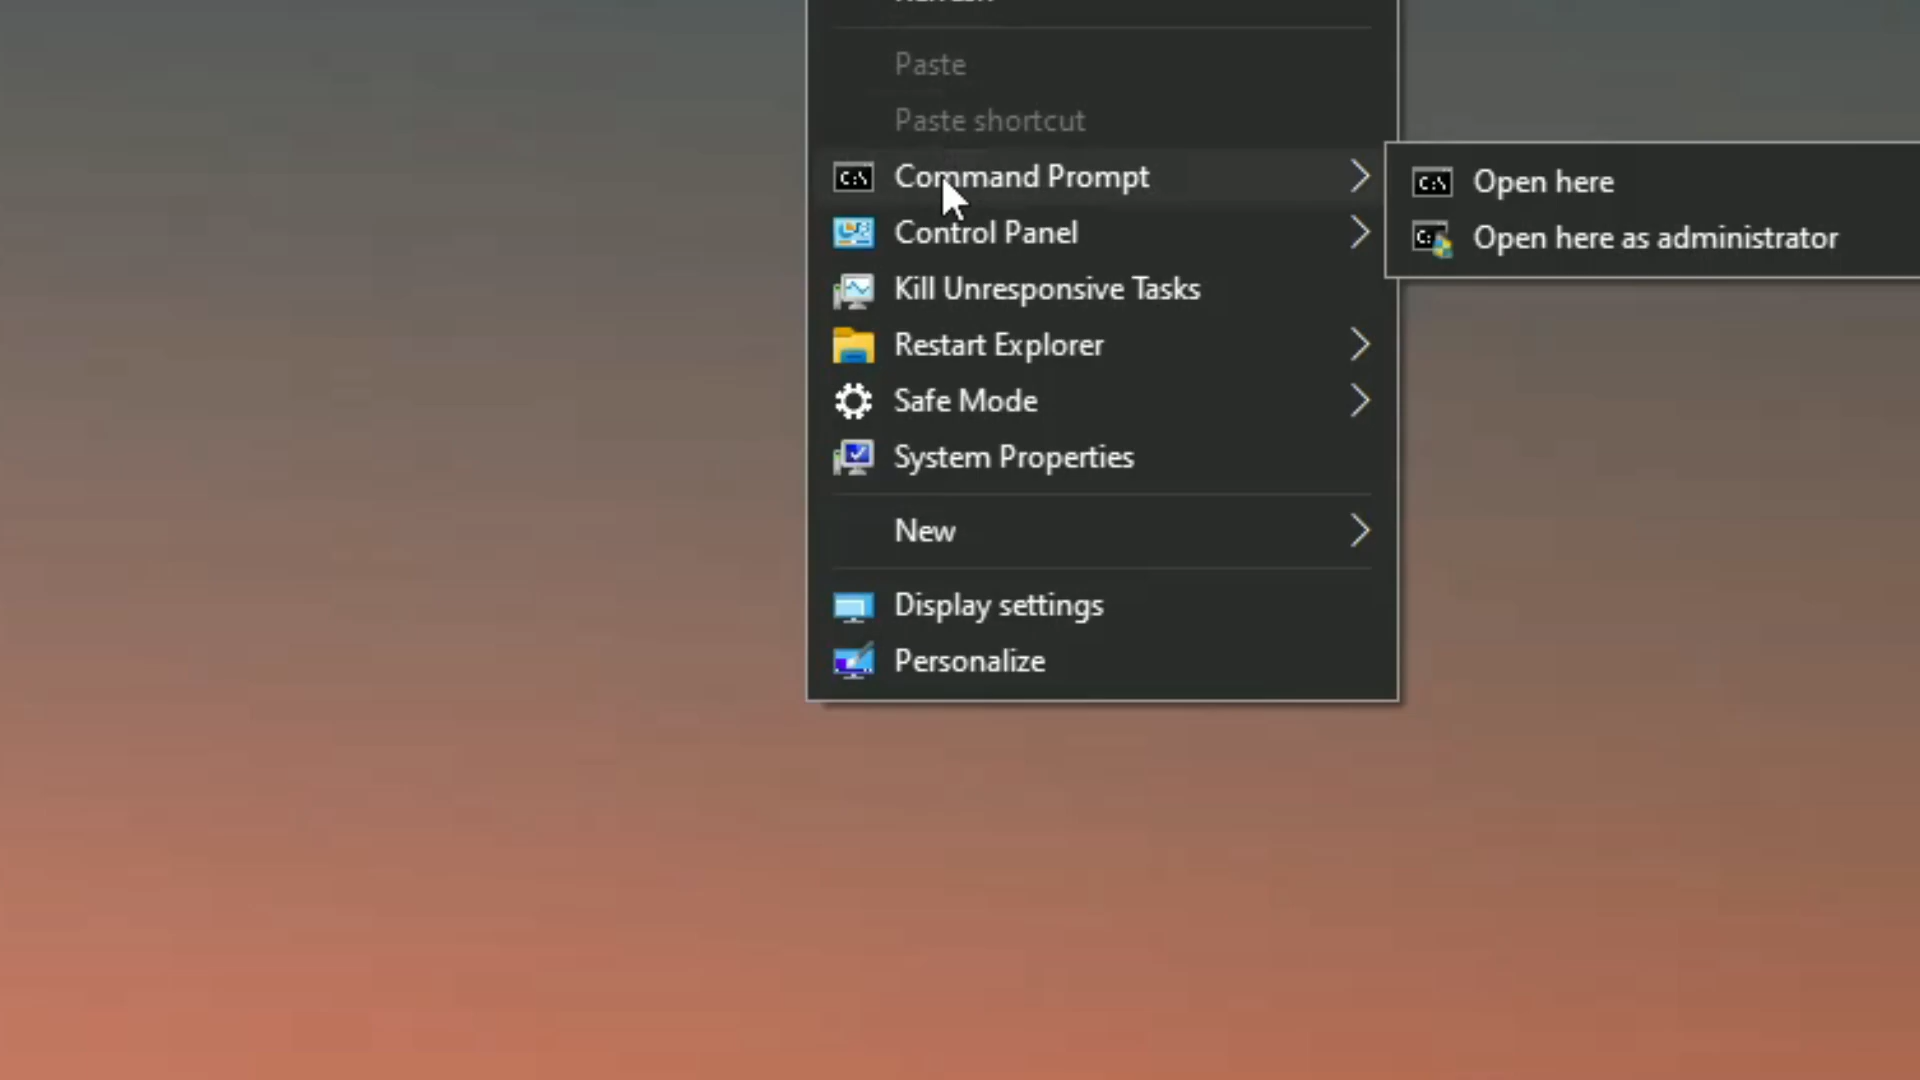 Refresh
Paste
Paste shortcut
Command Prompt
Open here
Control Panel
Open here as administrator
Kill Unresponsive Tasks
Restart Explorer
Safe Mode
System Properties
New
Display settings
Personalize